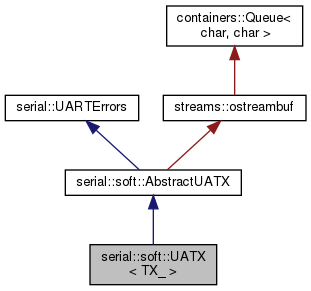 containers::Queue<
char, char >
serial::UARTErrors
streams::ostreambuf
serial::soft::AbstractUATX
serial::soft::UATX
< TX_ >